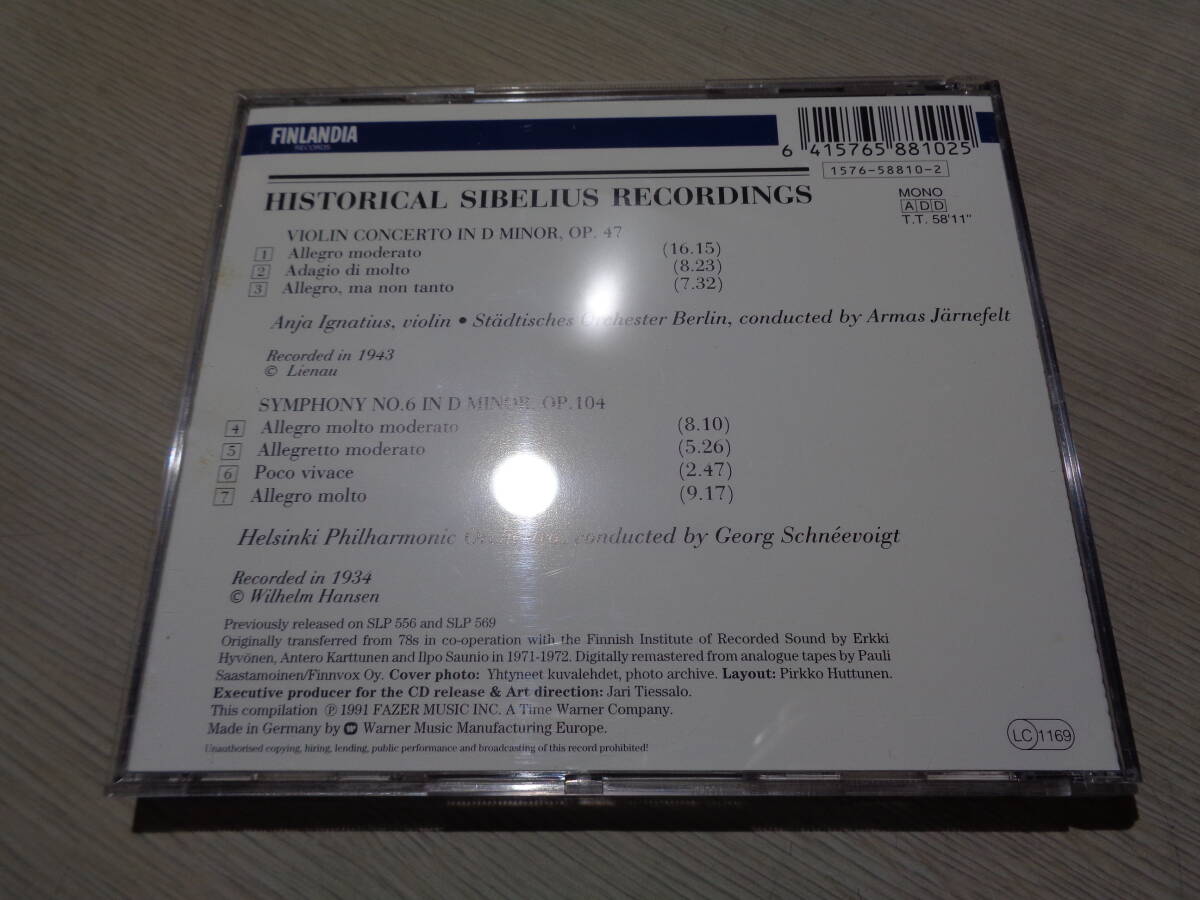 FINLANDIA
RECORDS
6 415765 881025
1576-58810-2
HISTORICAL SIBELIUS RECORDINGS
MONO
ADD
T.T. 58'11"
VIOLIN CONCERTO IN D MINOR, OP. 47
1 Allegro moderato (16.15)
2 Adagio di molto (8.23)
3 Allegro, ma non tanto (7.32)
Anja Ignatius, violin • Städtisches Orchester Berlin, conducted by Armas Järnefelt
Recorded in 1943
© Lienau
SYMPHONY NO.6 IN D MINOR, OP.104
4 Allegro molto moderato (8.10)
5 Allegretto moderato (5.26)
6 Poco vivace (2.47)
7 Allegro molto (9.17)
Helsinki Philharmonic conducted by Georg Schnéevoigt
Recorded in 1934
© Wilhelm Hansen
Previously released on SLP 556 and SLP 569
Originally transferred from 78s in co-operation with the Finnish Institute of Recorded Sound by Erkki
Hyvönen, Antero Karttunen and Ilpo Saunio in 1971-1972. Digitally remastered from analogue tapes by Pauli
Saastamoinen/Finnvox Oy. Cover photo: Yhtyneet kuvalehdet, photo archive. Layout: Pirkko Huttunen.
Executive producer for the CD release & Art direction: Jari Tiessalo.
This compilation ℗ 1991 FAZER MUSIC INC. A Time Warner Company.
Made in Germany by Warner Music Manufacturing Europe.
Unauthorised copying, hiring, lending, public performance and broadcasting of this record prohibited!
LC 1169